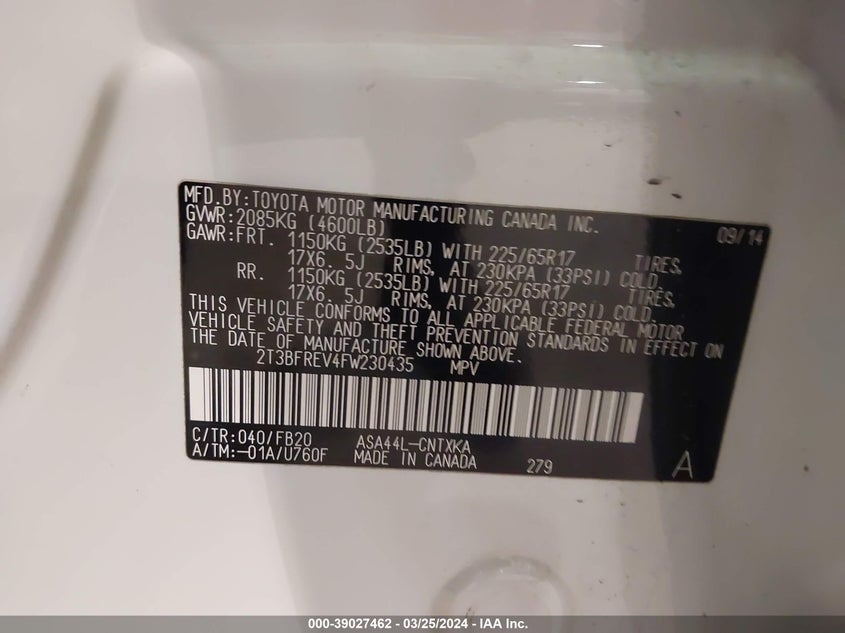 MFD.BY:TOYOTA MOTOR MANUFACTURING CANADA INC. 09/14
GVWR:2085KG (4600LB)
GAWR:FRT. 1150KG (2535LB) WITH 225/65R17 TIRES,
17X6. 5J RIMS, AT 230KPA (33PSI) COLD.
RR. 1150KG (2535LB) WITH 225/65R17 TIRES,
17X6. 5J RIMS, AT 230KPA (33PSI) COLD.
THIS VEHICLE CONFORMS TO ALL APPLICABLE FEDERAL MOTOR
VEHICLE SAFETY AND THEFT PREVENTION STANDARDS IN EFFECT ON
THE DATE OF MANUFACTURE SHOWN ABOVE.
2T3BFREV4FW230435 MPV
C/TR:040/FB20 ASA44L-CNTXKA
A/TM:-01A/U760F MADE IN CANADA 279 A
000-39027462 - 03/25/2024 - IAA Inc.